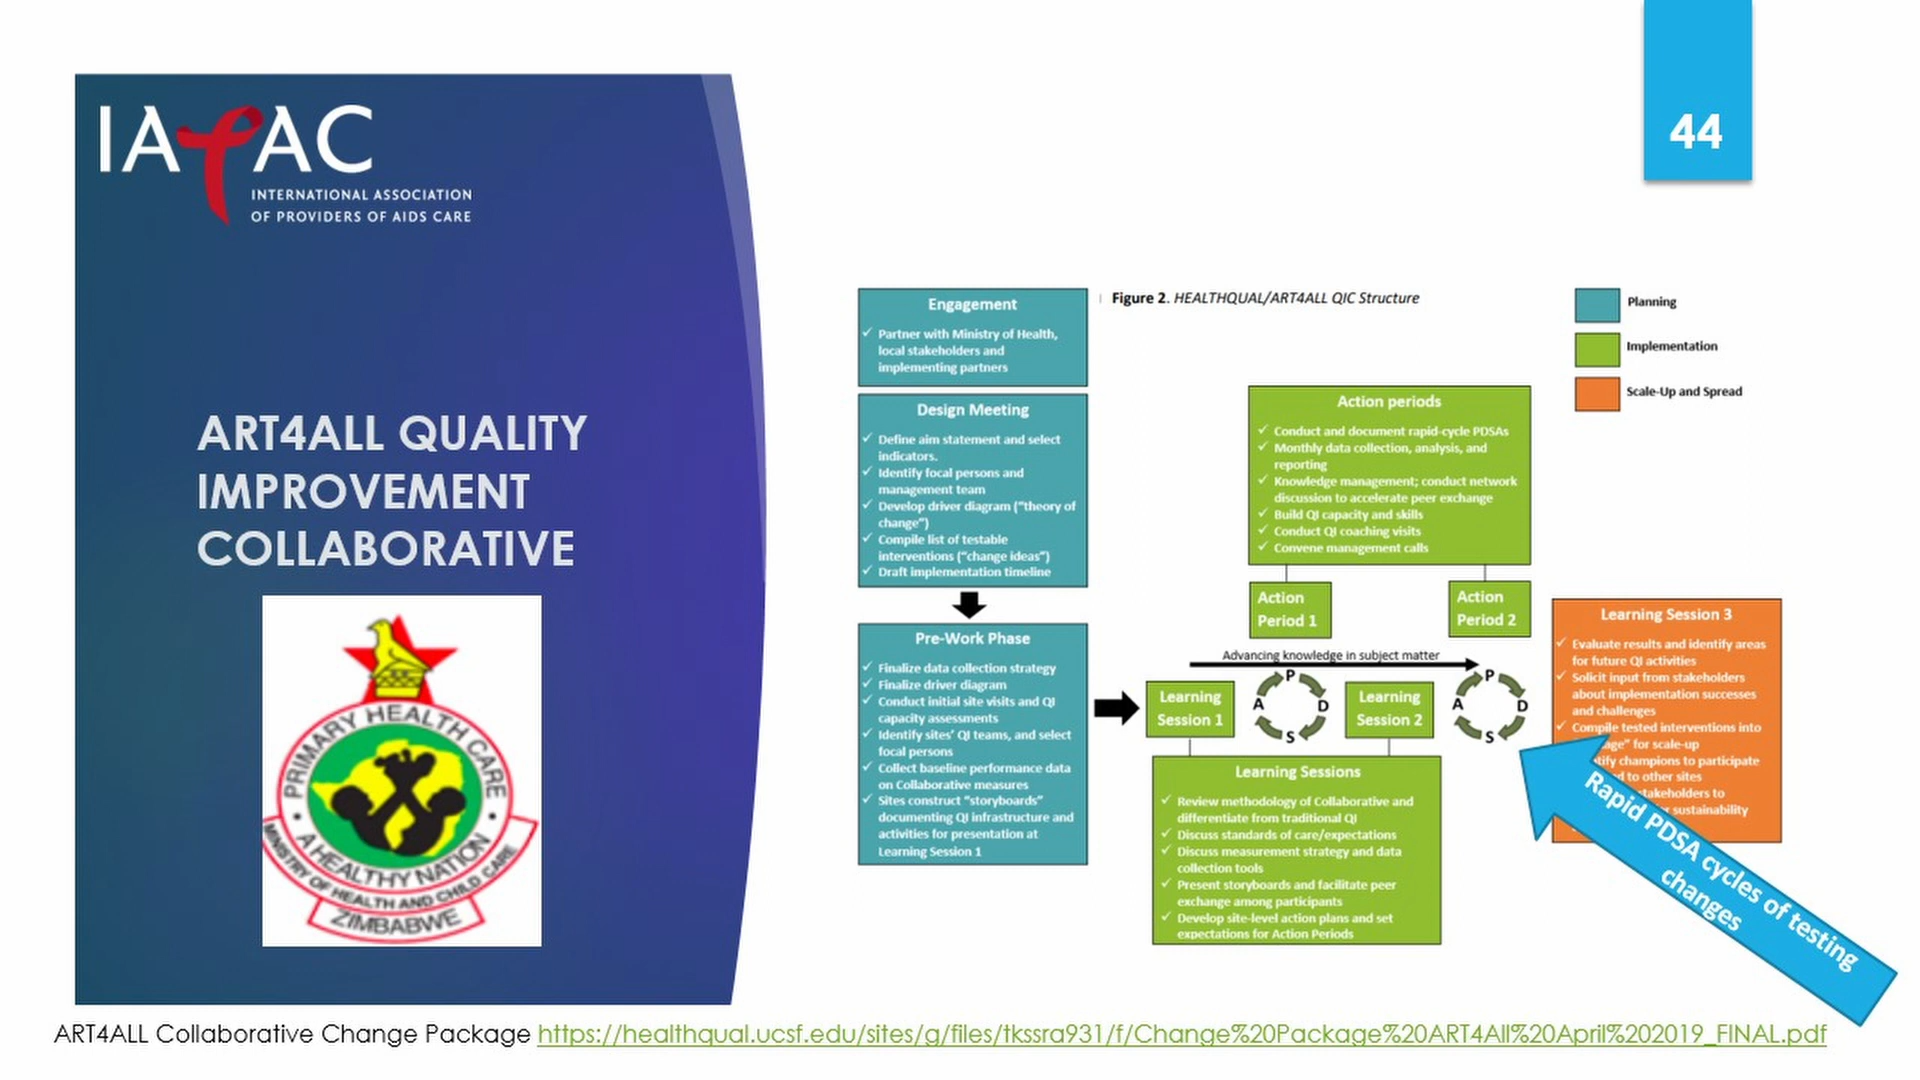 IAPAC
INTERNATIONAL ASSOCIATION
OF PROVIDERS OF AIDS CARE
ART4ALL QUALITY
IMPROVEMENT
COLLABORATIVE
PRIMARY HEALTH CARE
A HEALTHY NATION
MINISTRY OF HEALTH AND CHILD CARE
ZIMBABWE
44
Figure 2. HEALTHQUAL/ART4ALL QIC Structure
Planning
Implementation
Scale-Up and Spread
Engagement
✓ Partner with Ministry of Health,
local stakeholders and
implementing partners
Design Meeting
✓ Define aim statement and select
indicators.
✓ Identify focal persons and
management team
✓ Develop driver diagram ("theory of
change")
✓ Compile list of testable
interventions ("change ideas")
✓ Draft implementation timeline
Pre-Work Phase
✓ Finalize data collection strategy
✓ Finalize driver diagram
✓ Conduct initial site visits and QI
capacity assessments
✓ Identify sites' QI teams, and select
focal persons
✓ Collect baseline performance data
on Collaborative measures
✓ Sites construct "storyboards"
documenting QI infrastructure and
activities for presentation at
Learning Session 1
Action periods
✓ Conduct and document rapid-cycle PDSAs
✓ Monthly data collection, analysis, and
reporting
✓ Knowledge management; conduct network
discussion to accelerate peer exchange
✓ Build QI capacity and skills
✓ Conduct QI coaching visits
✓ Convene management calls
Action
Period 1
Action
Period 2
Advancing knowledge in subject matter
Learning
Session 1
P
A D
S
Learning
Session 2
P
A D
S
Learning Sessions
✓ Review methodology of Collaborative and
differentiate from traditional QI
✓ Discuss standards of care/expectations
✓ Discuss measurement strategy and data
collection tools
✓ Present storyboards and facilitate peer
exchange among participants
✓ Develop site-level action plans and set
expectations for Action Periods
Learning Session 3
✓ Evaluate results and identify areas
for future QI activities
✓ Solicit input from stakeholders
about implementation successes
and challenges
✓ Compile tested interventions into
for scale-up
champions to participate
to other sites
to
sustainability
Rapid PDSA cycles of testing
changes
ART4ALL Collaborative Change Package https://healthqual.ucsf.edu/sites/g/files/tkssra931/f/Change%20Package%20ART4All%20April%202019_FINAL.pdf